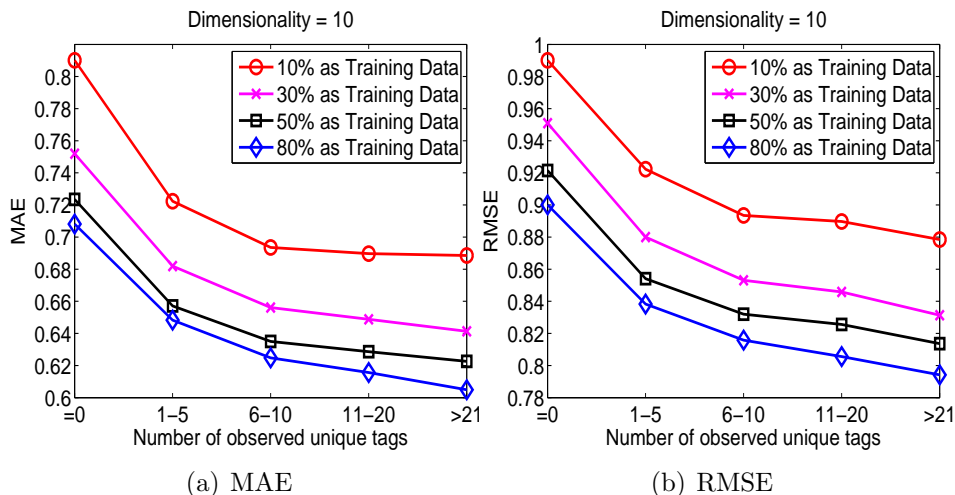 Dimensionality = 10
MAE
0.8
0.78
0.76
0.74
0.72
0.7
0.68
0.66
0.64
0.62
0.6
10% as Training Data
30% as Training Data
50% as Training Data
80% as Training Data
=0
1−5
6−10
11−20
>21
Number of observed unique tags
(a) MAE
Dimensionality = 10
RMSE
1
0.98
0.96
0.94
0.92
0.9
0.88
0.86
0.84
0.82
0.8
0.78
10% as Training Data
30% as Training Data
50% as Training Data
80% as Training Data
=0
1−5
6−10
11−20
>21
Number of observed unique tags
(b) RMSE